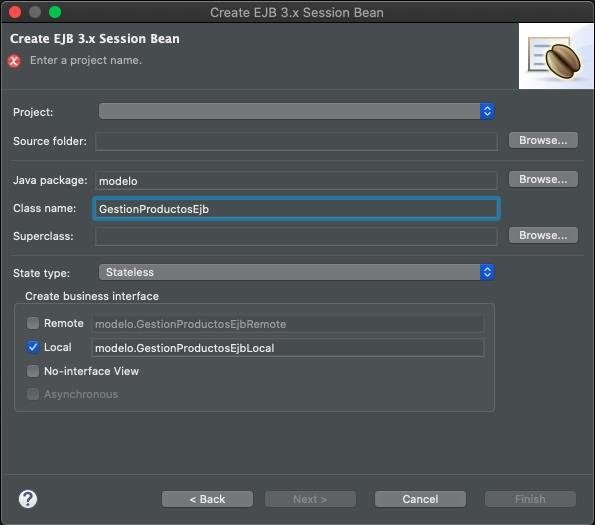 Create EJB 3.x Session Bean
Create EJB 3.x Session Bean
Enter a project name.
Project:
Source folder: Browse...
Java package: modelo Browse...
Class name: GestionProductosEjb
Superclass: Browse...
State type: Stateless
Create business interface
Remote modelo.GestionProductosEjbRemote
Local modelo.GestionProductosEjbLocal
No-interface View
Asynchronous
? < Back Next > Cancel Finish